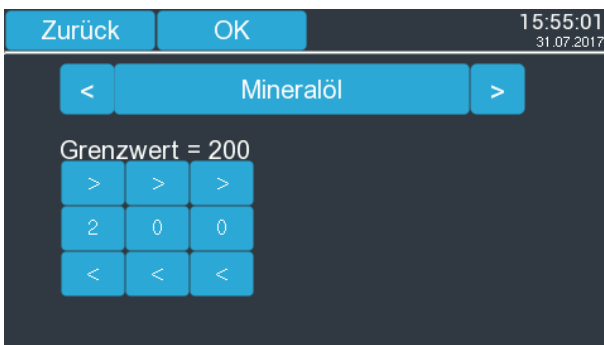 Zurück OK 15:55:01
31.07.2017
< Mineralöl >
Grenzwert = 200
> > >
2 0 0
< < <